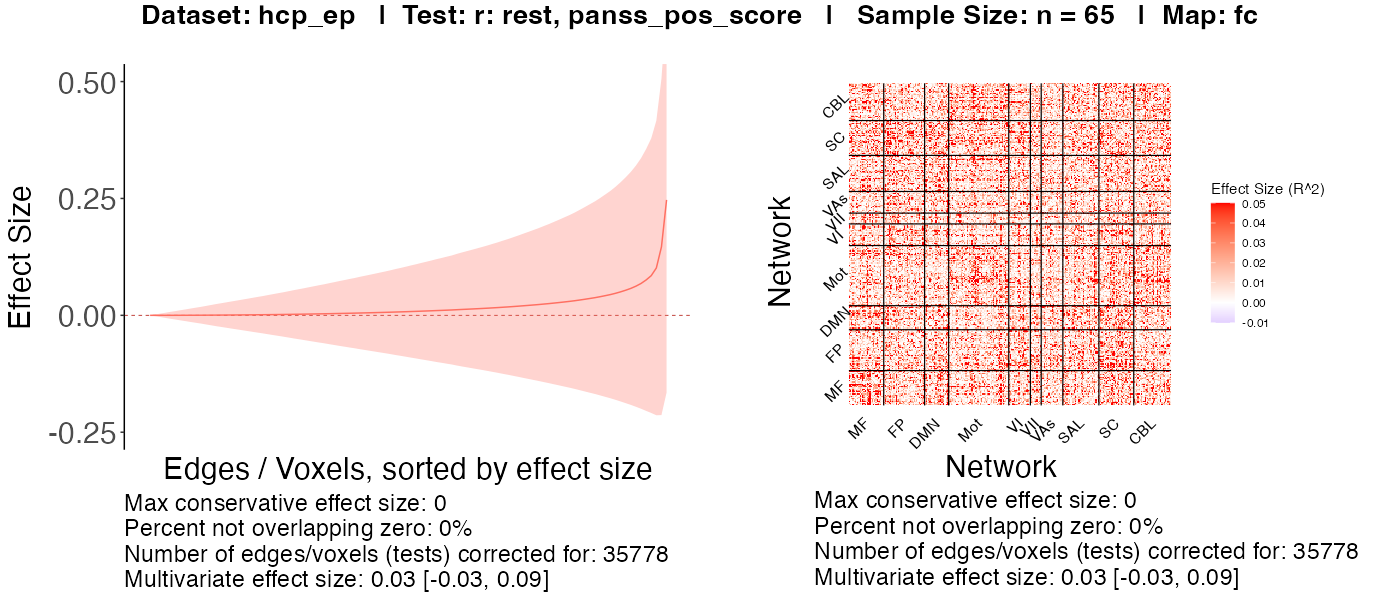 Dataset: hcp_ep | Test: r: rest, panss_pos_score | Sample Size: n = 65 | Map: fc
Effect Size
0.50
0.25
0.00
-0.25
Edges / Voxels, sorted by effect size
Max conservative effect size: 0
Percent not overlapping zero: 0%
Number of edges/voxels (tests) corrected for: 35778
Multivariate effect size: 0.03 [-0.03, 0.09]
Network
CBL
SC
SAL
VAs
VII
VI
Mot
DMN
FP
MF
MF
FP
DMN
Mot
VI
VII
VAs
SAL
SC
CBL
Network
Effect Size (R^2)
0.05
0.04
0.03
0.02
0.01
0.00
-0.01
Max conservative effect size: 0
Percent not overlapping zero: 0%
Number of edges/voxels (tests) corrected for: 35778
Multivariate effect size: 0.03 [-0.03, 0.09]